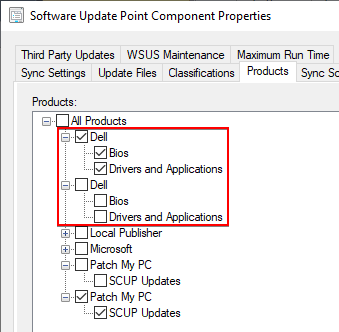 Software Update Point Component Properties
Third Party Updates WSUS Maintenance Maximum Run Time
Sync Settings Update Files Classifications Products Sync Sc
Products:
All Products
Dell
Bios
Drivers and Applications
Dell
Bios
Drivers and Applications
Local Publisher
Microsoft
Patch My PC
SCUP Updates
Patch My PC
SCUP Updates